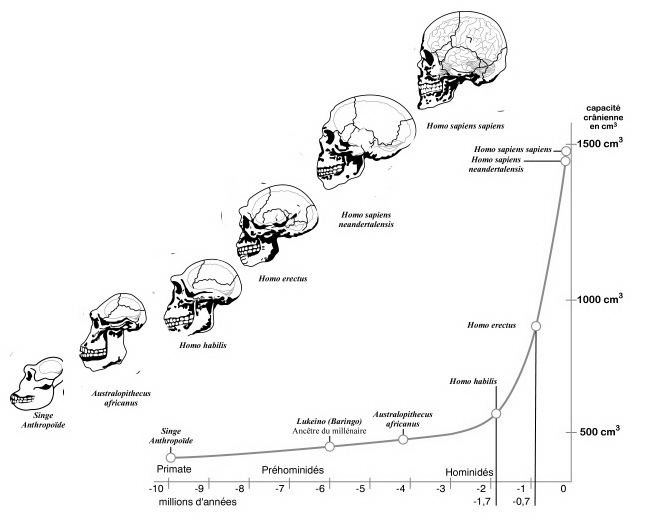 Homo sapiens sapiens
Homo sapiens
neandertalensis
Homo erectus
Homo habilis
Australopithecus
africanus
Singe
Anthropoïde
capacité
crânienne
en cm³
1500 cm³
Homo sapiens sapiens
Homo sapiens
neandertalensis
1000 cm³
Homo erectus
Homo habilis
500 cm³
Australopithecus
africanus
Lukeino (Baringo)
Ancêtre du millénaire
Singe
Anthropoïde
Primate
Préhominidés
Hominidés
-10 -9 -8 -7 -6 -5 -4 -3 -2 -1 0
millions d'années
-1,7 -0,7